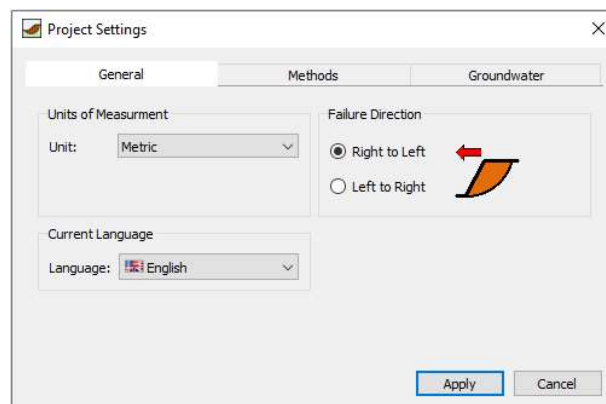 Project Settings
General
Methods
Groundwater
Units of Measurment
Unit:
Metric
Failure Direction
Right to Left
Left to Right
Current Language
Language:
English
Apply
Cancel